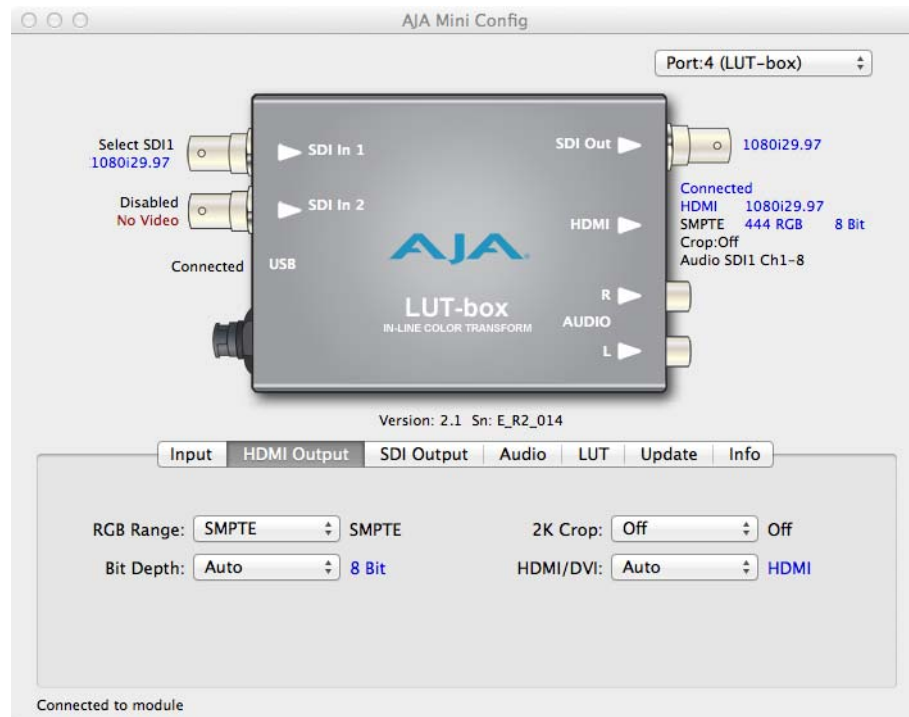 AJA Mini Config
Port:4 (LUT-box)
Select SDI1
1080i29.97
SDI In 1
SDI Out
1080i29.97
Disabled
No Video
SDI In 2
Connected
HDMI 1080i29.97
SMPTE 444 RGB 8 Bit
Crop:Off
Audio SDI1 Ch1-8
HDMI
Connected
USB
AJA
LUT-box
IN-LINE COLOR TRANSFORM
R
AUDIO
L
Version: 2.1 Sn: E_R2_014
Input HDMI Output SDI Output Audio LUT Update Info
RGB Range: SMPTE SMPTE 2K Crop: Off Off
Bit Depth: Auto 8 Bit HDMI/DVI: Auto HDMI
Connected to module